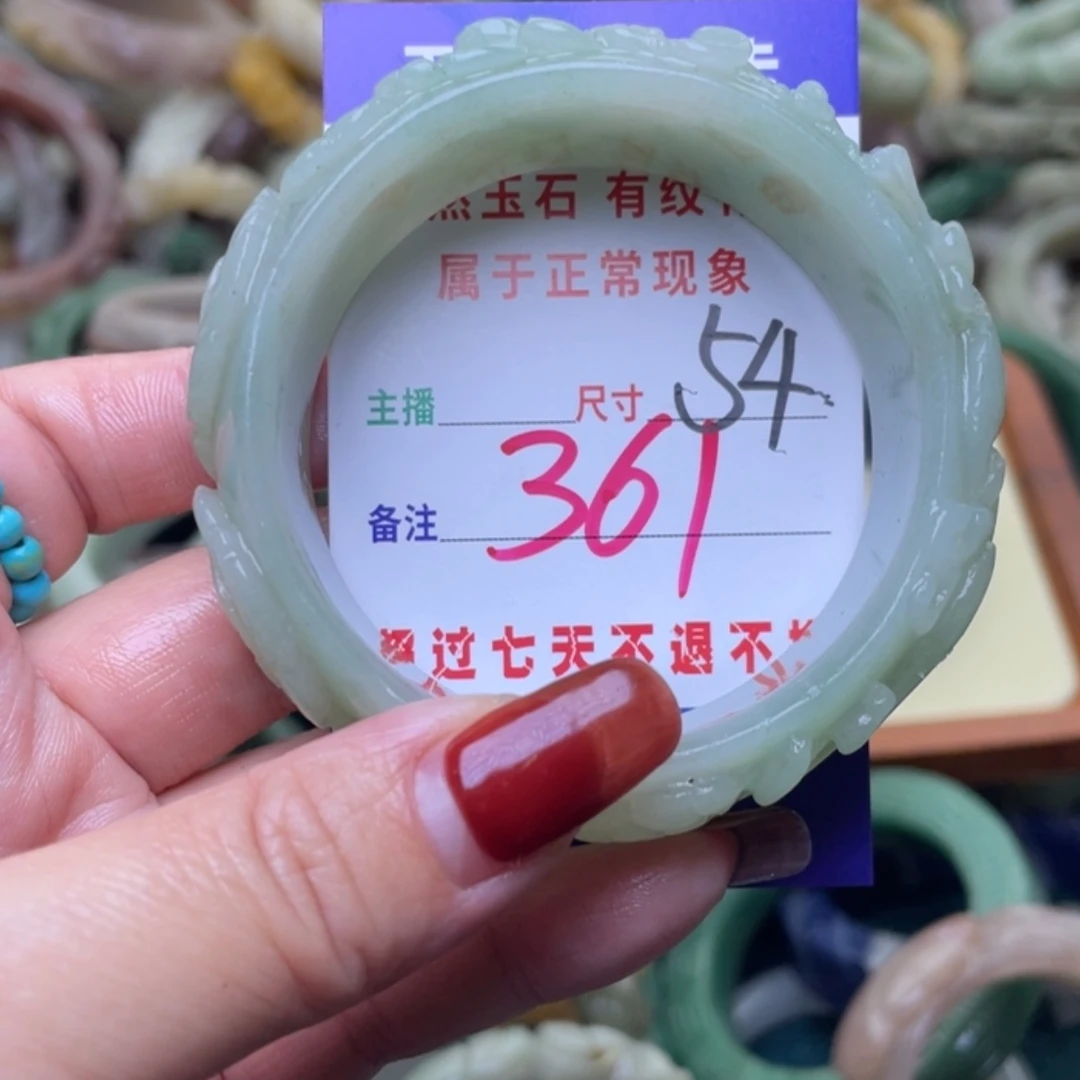 玉石 有纹
属于正常现象
主播 尺寸 54
361
备注
过七天不退不